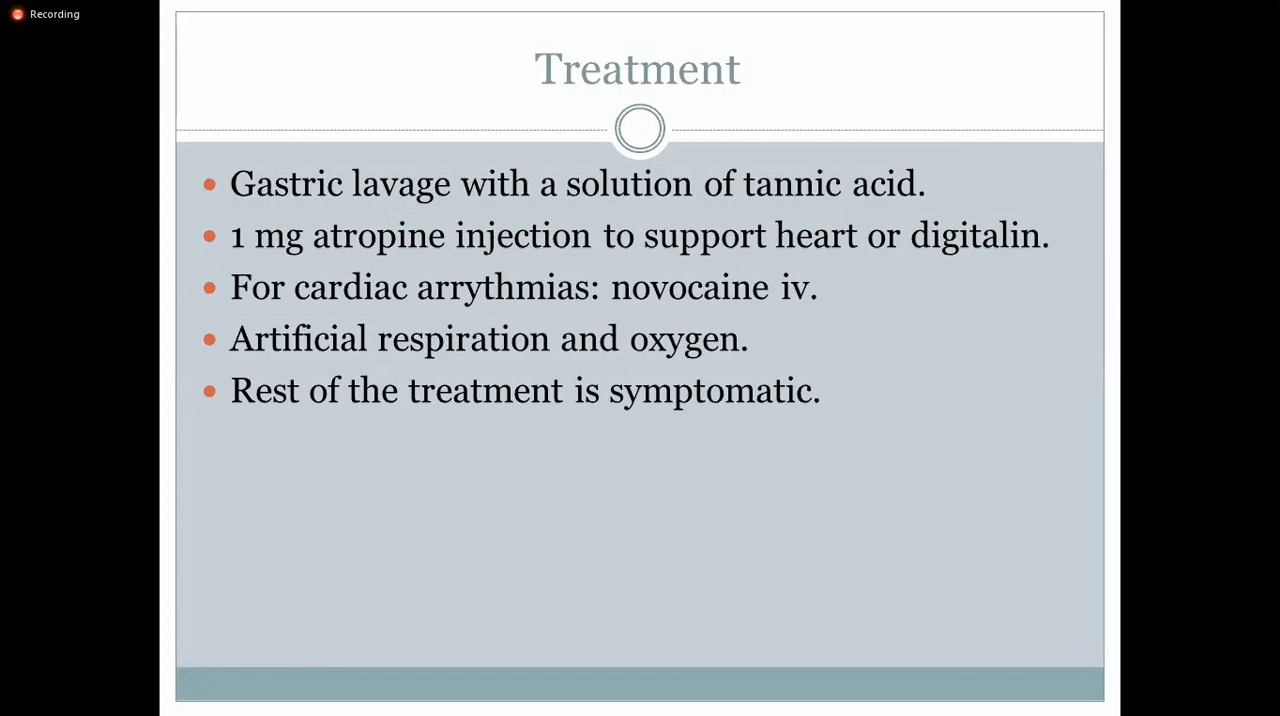 Recording
Treatment
• Gastric lavage with a solution of tannic acid.
• 1 mg atropine injection to support heart or digitalin.
• For cardiac arrythmias: novocaine iv.
• Artificial respiration and oxygen.
• Rest of the treatment is symptomatic.